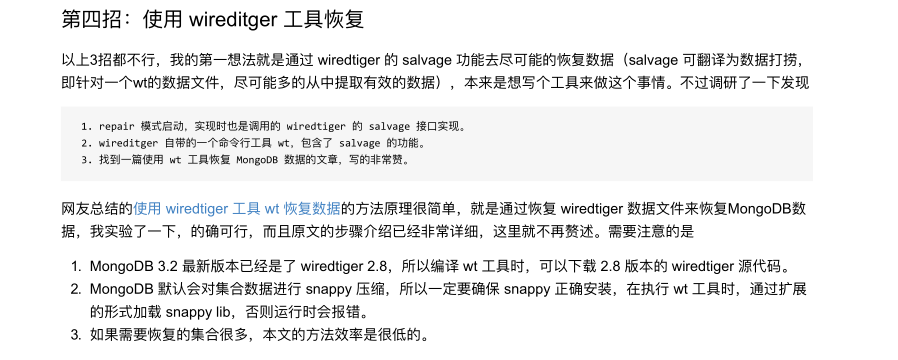 第四招：使用 wireditger 工具恢复
以上3招都不行，我的第一想法就是通过 wiredtiger 的 salvage 功能去尽可能的恢复数据（salvage 可翻译为数据打捞，
即针对一个wt的数据文件，尽可能多的从中提取有效的数据），本来是想写个工具来做这个事情。不过调研了一下发现
1. repair 模式启动，实现时也是调用的 wiredtiger 的 salvage 接口实现。
2. wireditger 自带的一个命令行工具 wt，包含了 salvage 的功能。
3. 找到一篇使用 wt 工具恢复 MongoDB 数据的文章，写的非常赞。
网友总结的使用 wiredtiger 工具 wt 恢复数据的方法原理很简单，就是通过恢复 wiredtiger 数据文件来恢复MongoDB数
据，我实验了一下，的确可行，而且原文的步骤介绍已经非常详细，这里就不再赘述。需要注意的是
1. MongoDB 3.2 最新版本已经是了 wiredtiger 2.8，所以编译 wt 工具时，可以下载 2.8 版本的 wiredtiger 源代码。
2. MongoDB 默认会对集合数据进行 snappy 压缩，所以一定要确保 snappy 正确安装，在执行 wt 工具时，通过扩展
的形式加载 snappy lib，否则运行时会报错。
3. 如果需要恢复的集合很多，本文的方法效率是很低的。